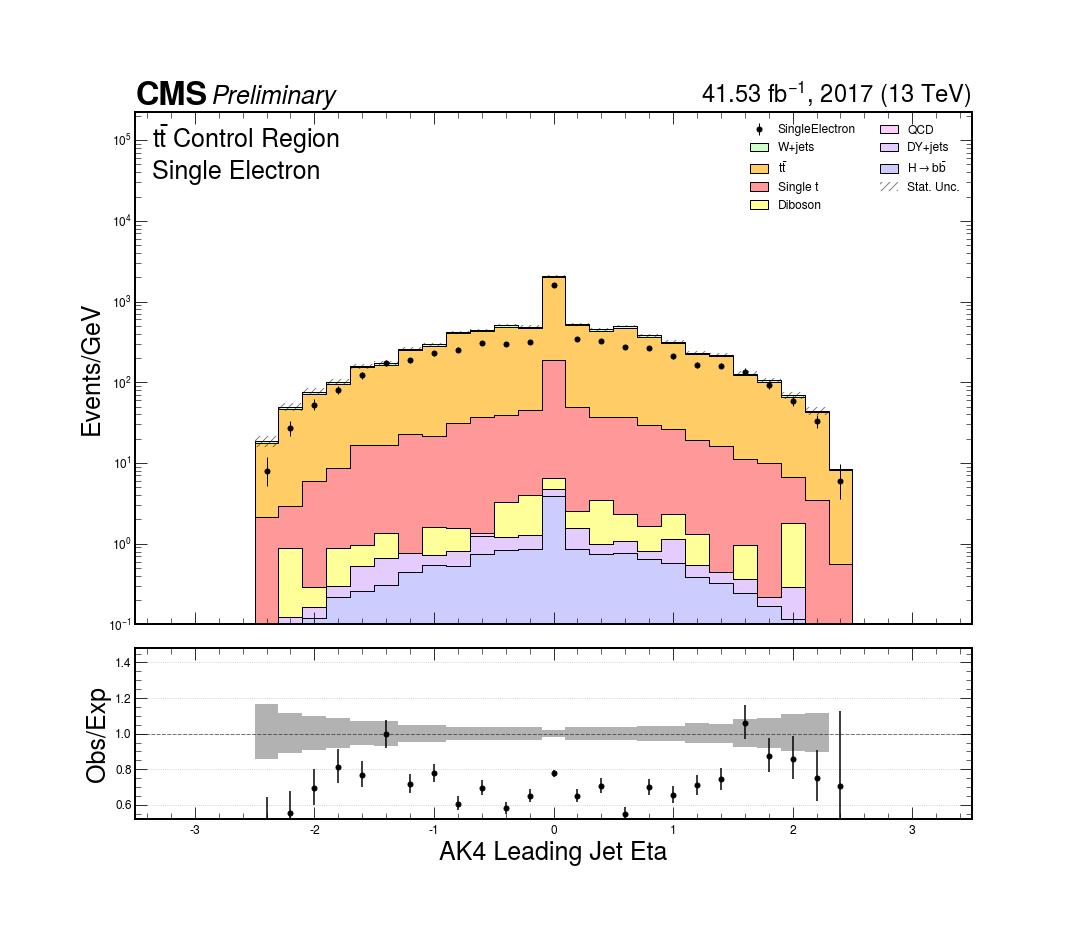 CMS Preliminary
41.53 fb⁻¹, 2017 (13 TeV)
tt̄ Control Region
Single Electron
SingleElectron
W+jets
tt̄
Single t
Diboson
QCD
DY+jets
H→bb̄
Stat. Unc.
Events/GeV
10⁵
10⁴
10³
10²
10¹
10⁰
10⁻¹
Obs/Exp
1.4
1.2
1.0
0.8
0.6
-3 -2 -1 0 1 2 3
AK4 Leading Jet Eta